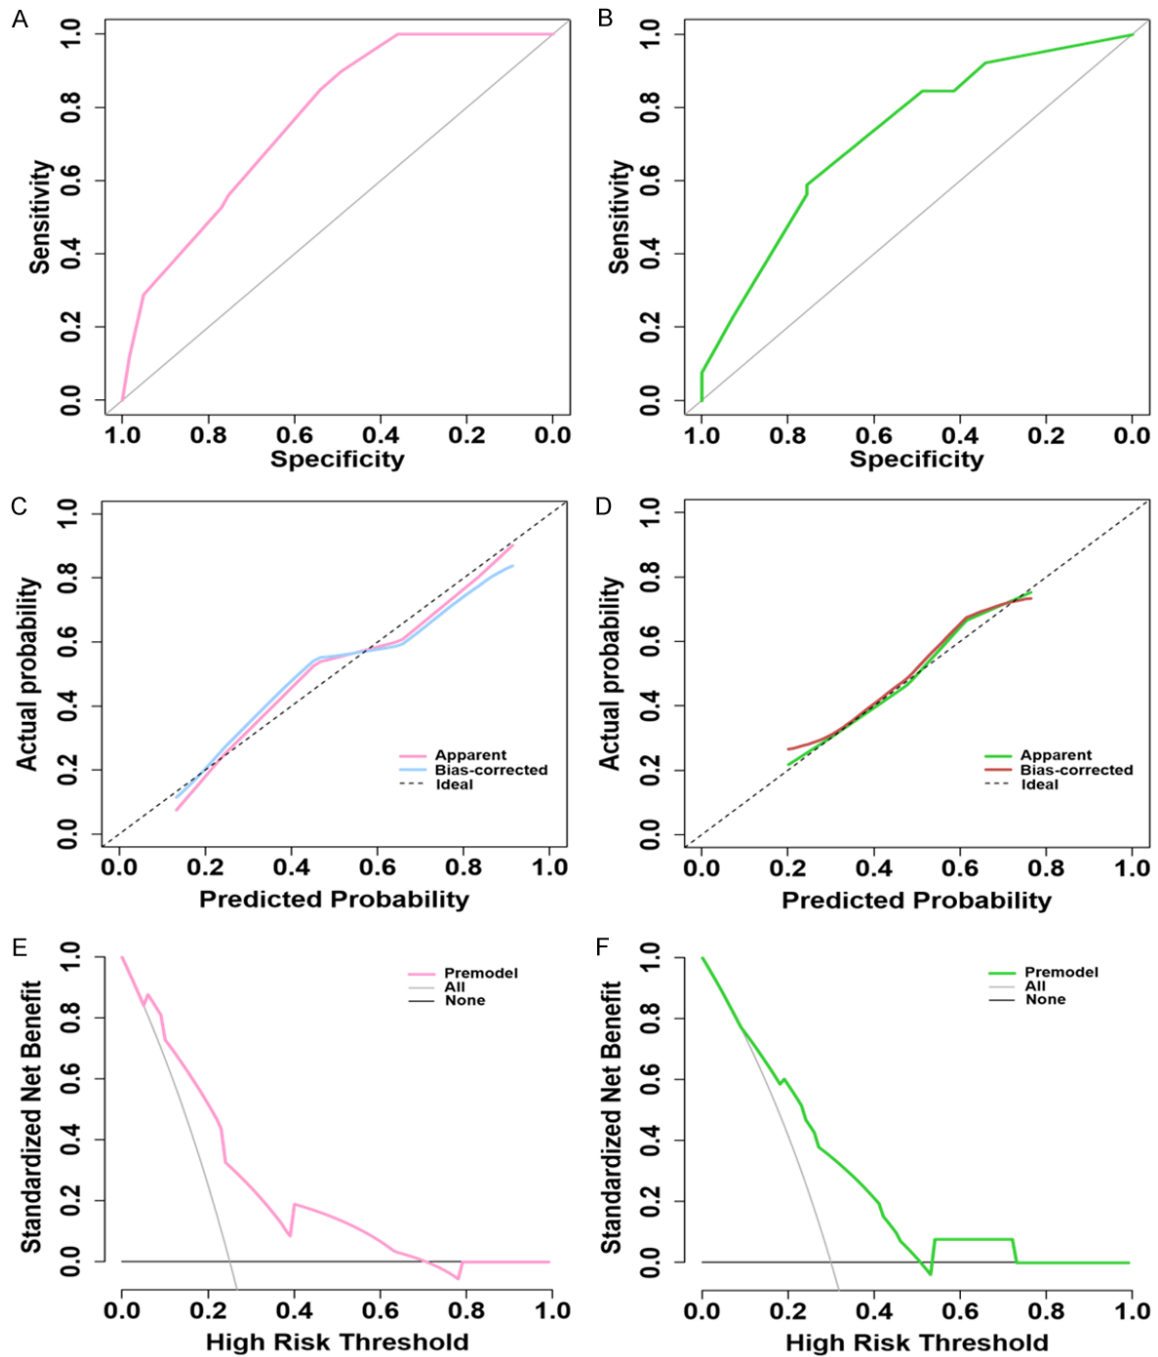 A
1.0
0.8
0.6
0.4
0.2
0.0
Sensitivity
1.0 0.8 0.6 0.4 0.2 0.0
Specificity
B
1.0
0.8
0.6
0.4
0.2
0.0
Sensitivity
1.0 0.8 0.6 0.4 0.2 0.0
Specificity
C
1.0
0.8
0.6
0.4
0.2
0.0
Actual probability
Apparent
Bias-corrected
Ideal
0.0 0.2 0.4 0.6 0.8 1.0
Predicted Probability
D
1.0
0.8
0.6
0.4
0.2
0.0
Actual probability
Apparent
Bias-corrected
Ideal
0.0 0.2 0.4 0.6 0.8 1.0
Predicted Probability
E
1.0
0.8
0.6
0.4
0.2
0.0
Standardized Net Benefit
Premodel
All
None
0.0 0.2 0.4 0.6 0.8 1.0
High Risk Threshold
F
1.0
0.8
0.6
0.4
0.2
0.0
Standardized Net Benefit
Premodel
All
None
0.0 0.2 0.4 0.6 0.8 1.0
High Risk Threshold